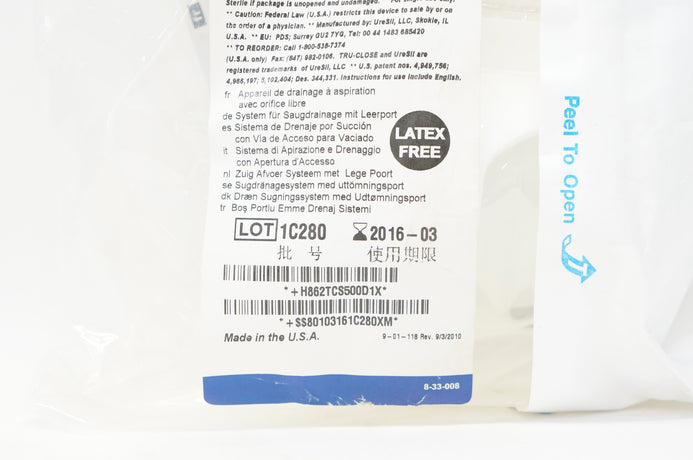 Sterile if package is unopened and undamaged. * For single use only.
** Caution: Federal Law (U.S.A.) restricts this device to sale by or on
the order of a physician. ** Manufactured by: UreSil, LLC, Skokie, IL
U.S.A. ** EU: PDS; Surrey GU2 7YG, Tel: 00 44 1483 685420
** TO REORDER: Call 1-800-538-7374
(U.S.A. only) Fax: (847) 982-0106. TRU-CLOSE and UreSil are
registered trademarks of UreSil, LLC ** U.S. patent nos. 4,949,756;
4,966,197; 5,102,404; Des. 344,331. Instructions for use include English.
fr Appareil de drainage à aspiration
avec orifice libre
de System für Saugdrainage mit Leerport
es Sistema de Drenaje por Succión
con Via de Acceso para Vaciado
it Sistema di Apirazione e Drenaggio
con Apertura d'Accesso
nl Zuig Afvoer Systeem met Lege Poort
se Sugdränagesystem med uttömningsport
dk Dræn Sugningssystem med Udtømningsport
tr Boş Portlu Emme Drenaj Sistemi
LATEX
FREE
LOT 1C280 2016-03
批 号 使用期限
*+H862TCS500D1X*
*+$$80103161C280XM*
Made in the U.S.A. 9-01-118 Rev. 9/3/2010
8-33-008
Peel To Open